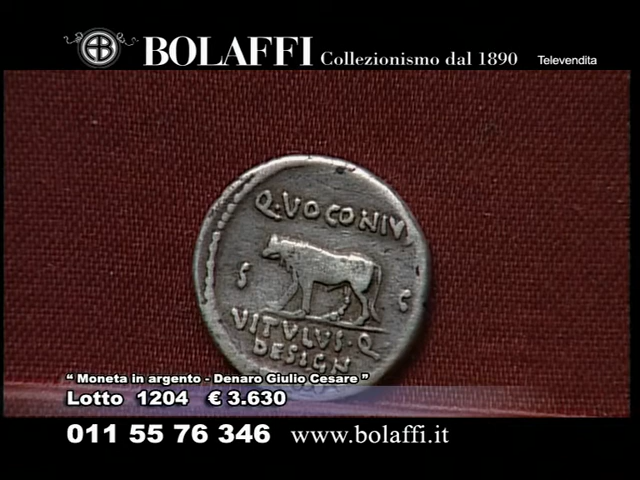 BOLAFFI Collezionismo dal 1890 Televendita
Q·VOCONIV
S C
VITVLVS·Q
DESIGN
“ Moneta in argento - Denaro Giulio Cesare ”
Lotto 1204 € 3.630
011 55 76 346 www.bolaffi.it